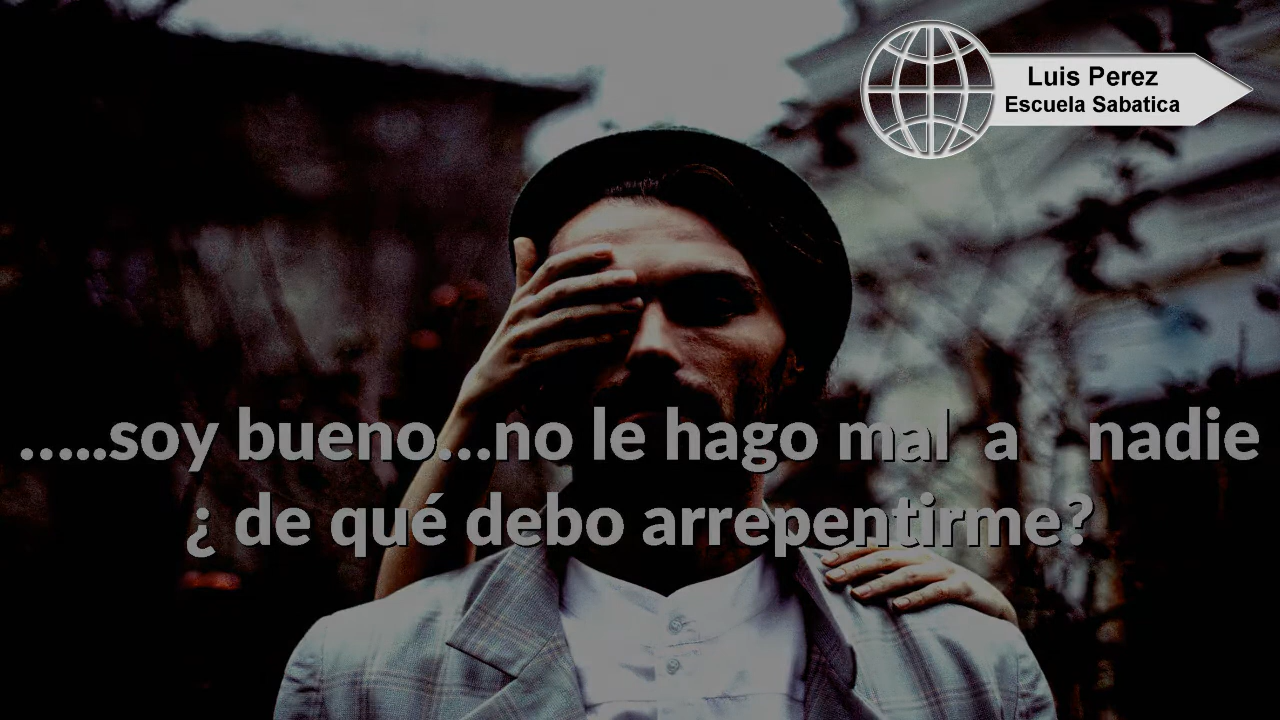 Luis Perez
Escuela Sabatica
.....soy bueno...no le hago mal a nadie
¿ de qué debo arrepentirme?